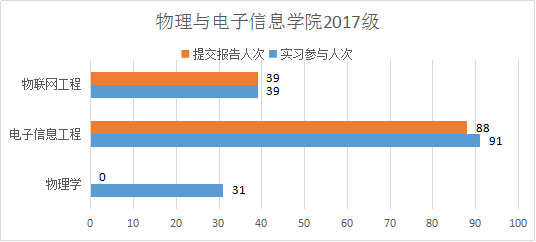 物理与电子信息学院2017级
提交报告人次 实习参与人次
物联网工程 39
39
电子信息工程 88
91
物理学 0
31
0 10 20 30 40 50 60 70 80 90 100